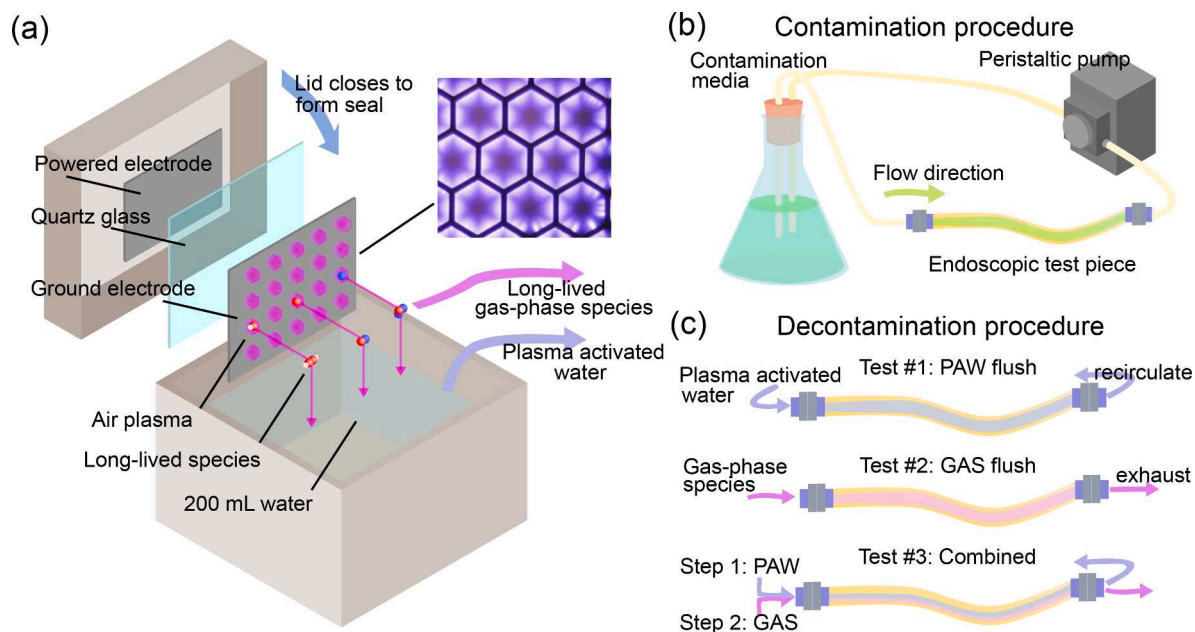 (a)
Lid closes to
form seal
Powered electrode
Quartz glass
Ground electrode
Long-lived
gas-phase species
Plasma activated
water
Air plasma
Long-lived species
200 mL water
(b)
Contamination procedure
Contamination
media
Peristaltic pump
Flow direction
Endoscopic test piece
(c)
Decontamination procedure
Plasma activated
water
Test #1: PAW flush
recirculate
Gas-phase
species
Test #2: GAS flush
exhaust
Step 1: PAW
Test #3: Combined
Step 2: GAS